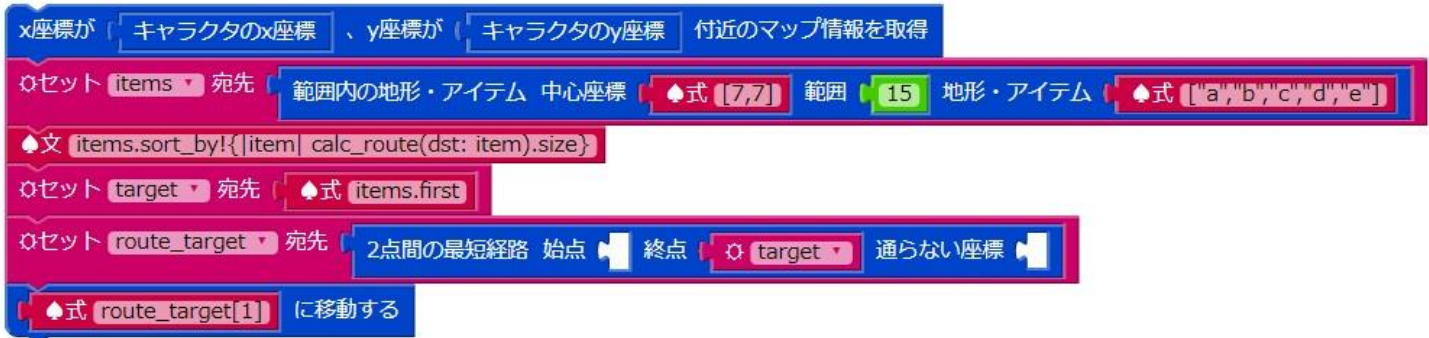 x座標が キャラクタのx座標 、y座標が キャラクタのy座標 付近のマップ情報を取得
セット items 宛先 範囲内の地形・アイテム 中心座標 ♠式 [7,7] 範囲 15 地形・アイテム ♠式 ["a","b","c","d","e"]
♠文 items.sort_by!{|item| calc_route(dst: item).size}
セット target 宛先 ♠式 items.first
セット route_target 宛先 2点間の最短経路 始点 終点 target 通らない座標
♠式 route_target[1] に移動する